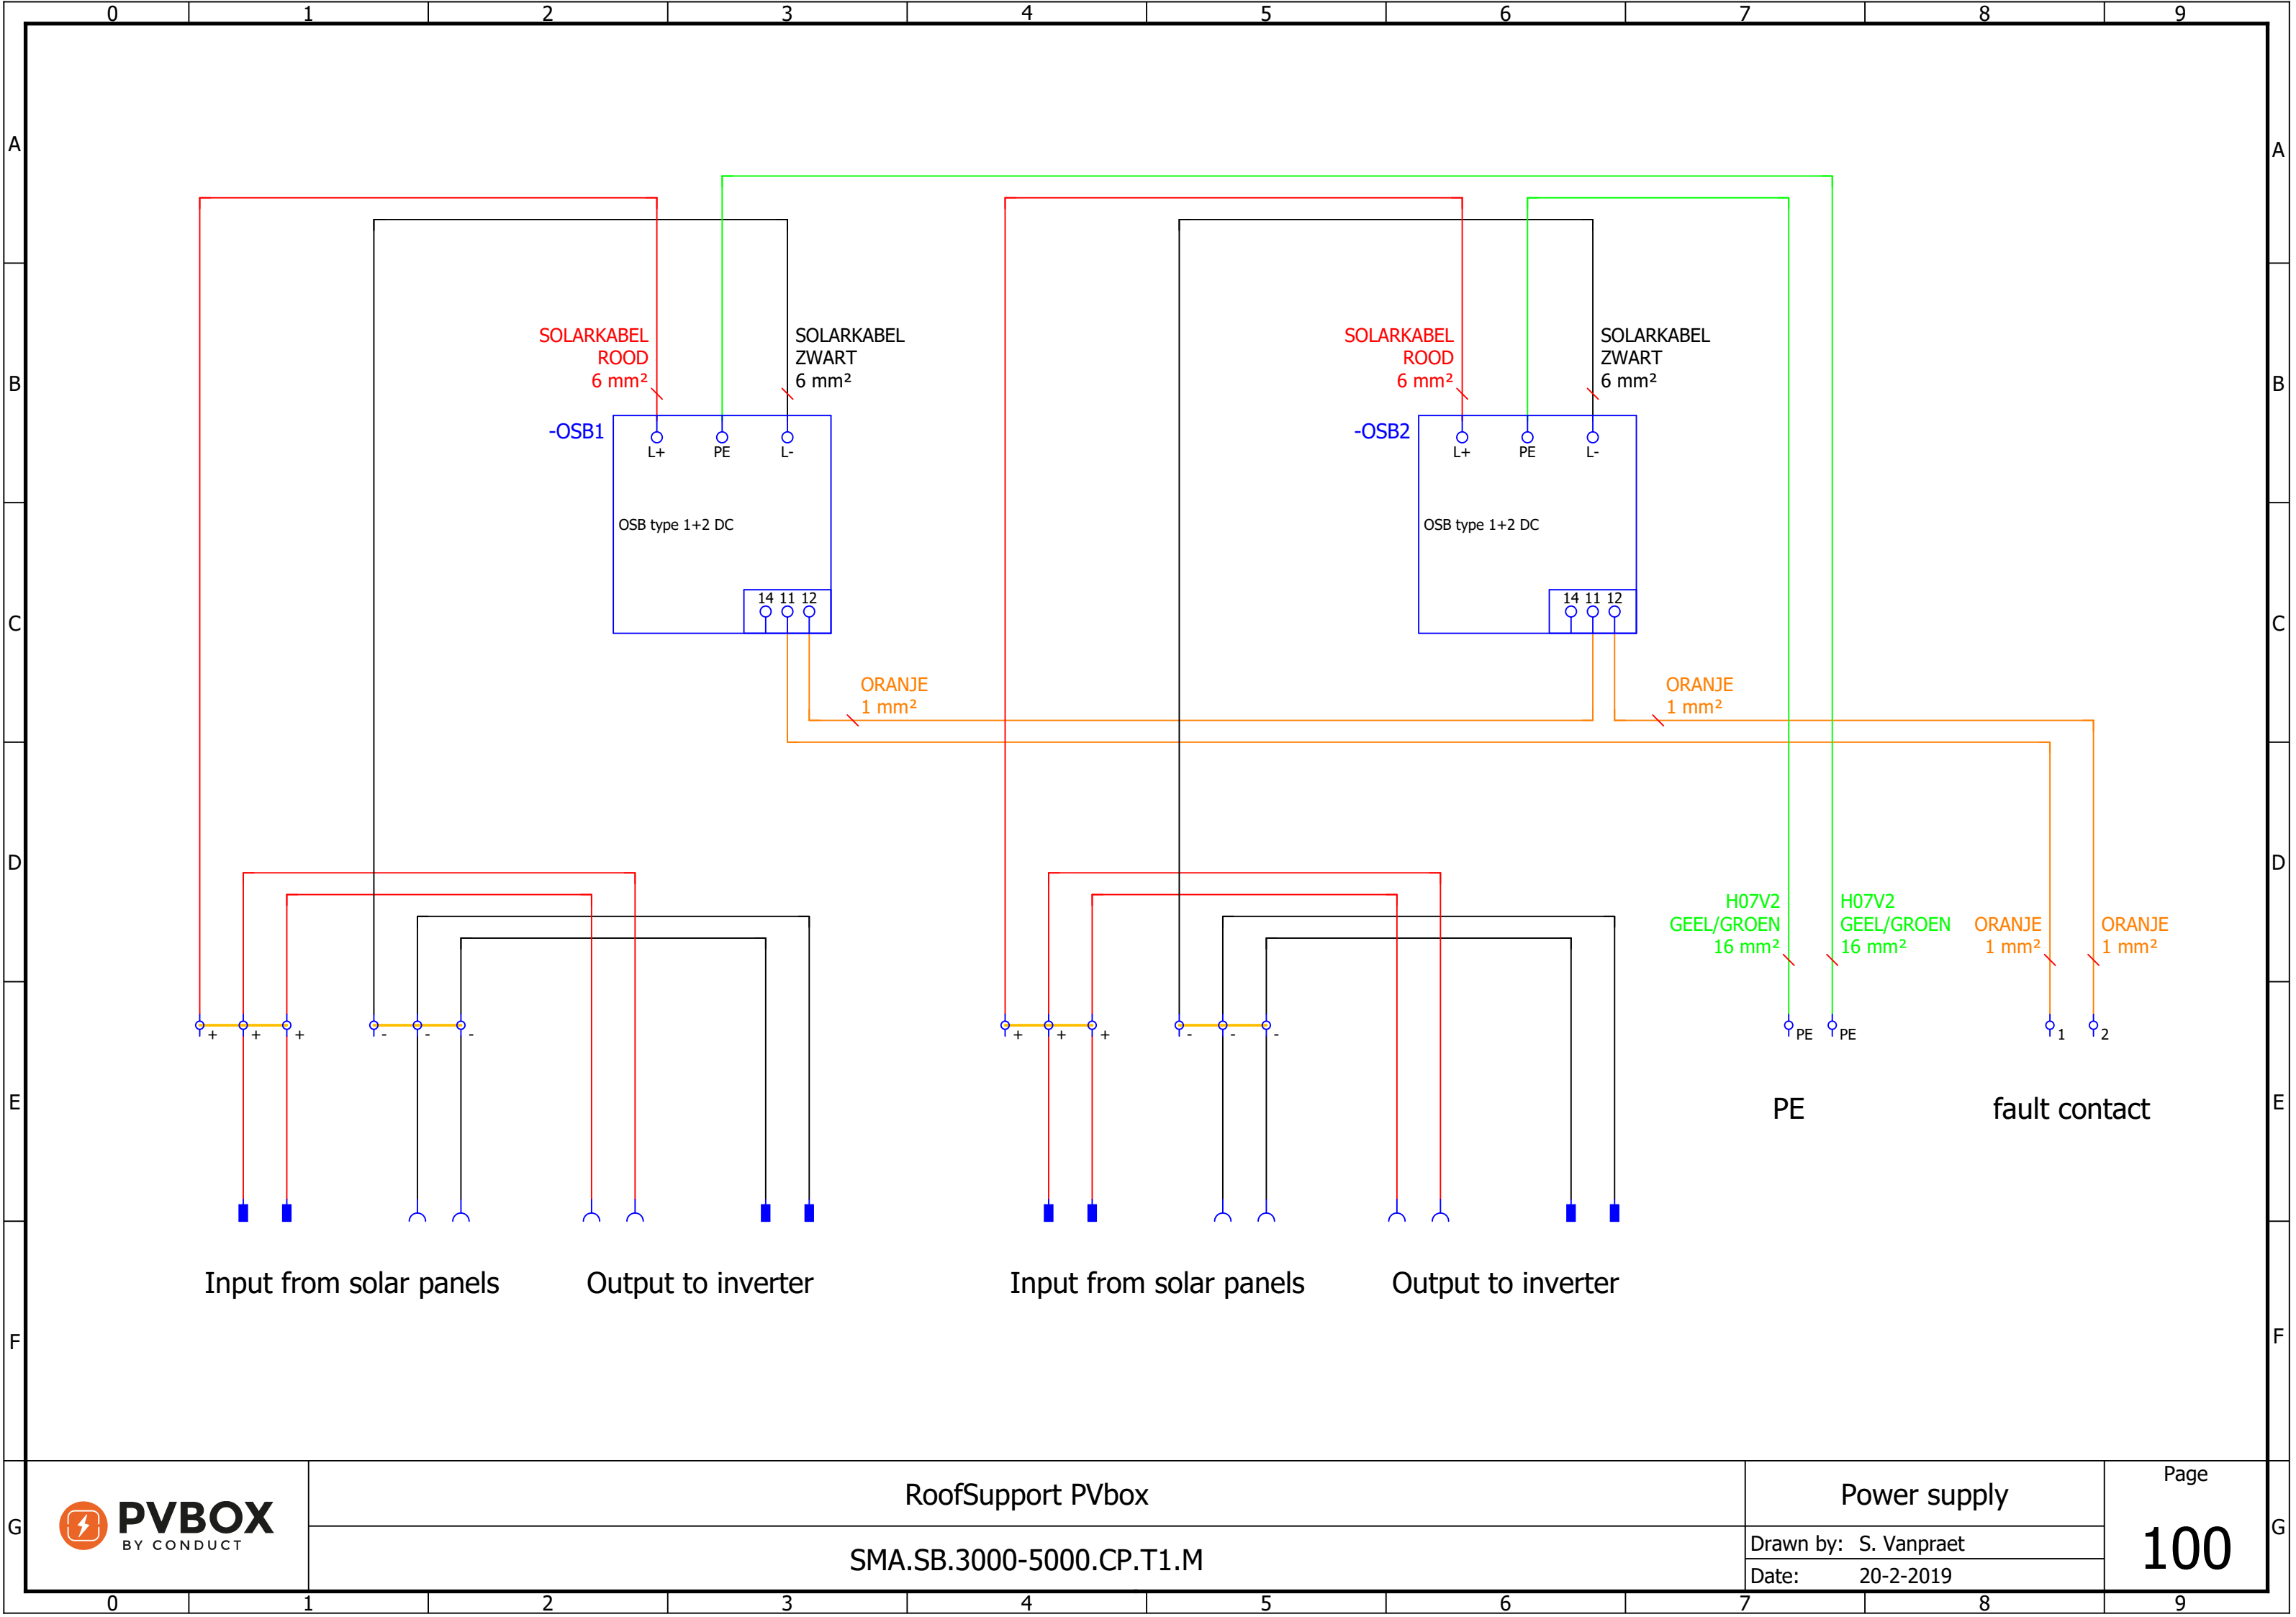 0 1 2 3 4 5 6 7 8 9
A A
SOLARKABEL
ROOD
6 mm²
SOLARKABEL
ZWART
6 mm²
SOLARKABEL
ROOD
6 mm²
SOLARKABEL
ZWART
6 mm²
B B
-OSB1
L+ PE L-
-OSB2
L+ PE L-
OSB type 1+2 DC
OSB type 1+2 DC
14 11 12
14 11 12
C C
ORANJE
1 mm²
ORANJE
1 mm²
D D
H07V2
GEEL/GROEN
16 mm²
H07V2
GEEL/GROEN
16 mm²
ORANJE
1 mm²
ORANJE
1 mm²
+ + + - - - + + + - - - PE PE 1 2
E E
PE
fault contact
Input from solar panels
Output to inverter
Input from solar panels
Output to inverter
F F
G G
PVBOX
BY CONDUCT
RoofSupport PVbox
SMA.SB.3000-5000.CP.T1.M
Power supply
Drawn by: S. Vanpraet
Date: 20-2-2019
Page
100
0 1 2 3 4 5 6 7 8 9